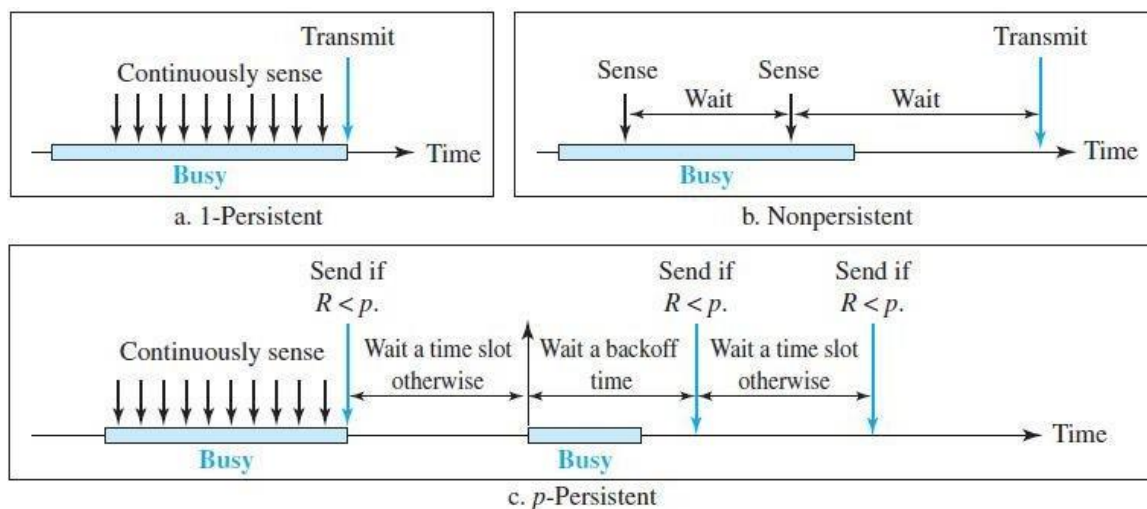 Transmit
Continuously sense
Time
Busy
a. 1-Persistent
Transmit
Sense
Sense
Wait
Wait
Time
Busy
b. Nonpersistent
Send if
R < p.
Send if
R < p.
Send if
R < p.
Continuously sense
Wait a time slot
otherwise
Wait a backoff
time
Wait a time slot
otherwise
Time
Busy
Busy
c. p-Persistent